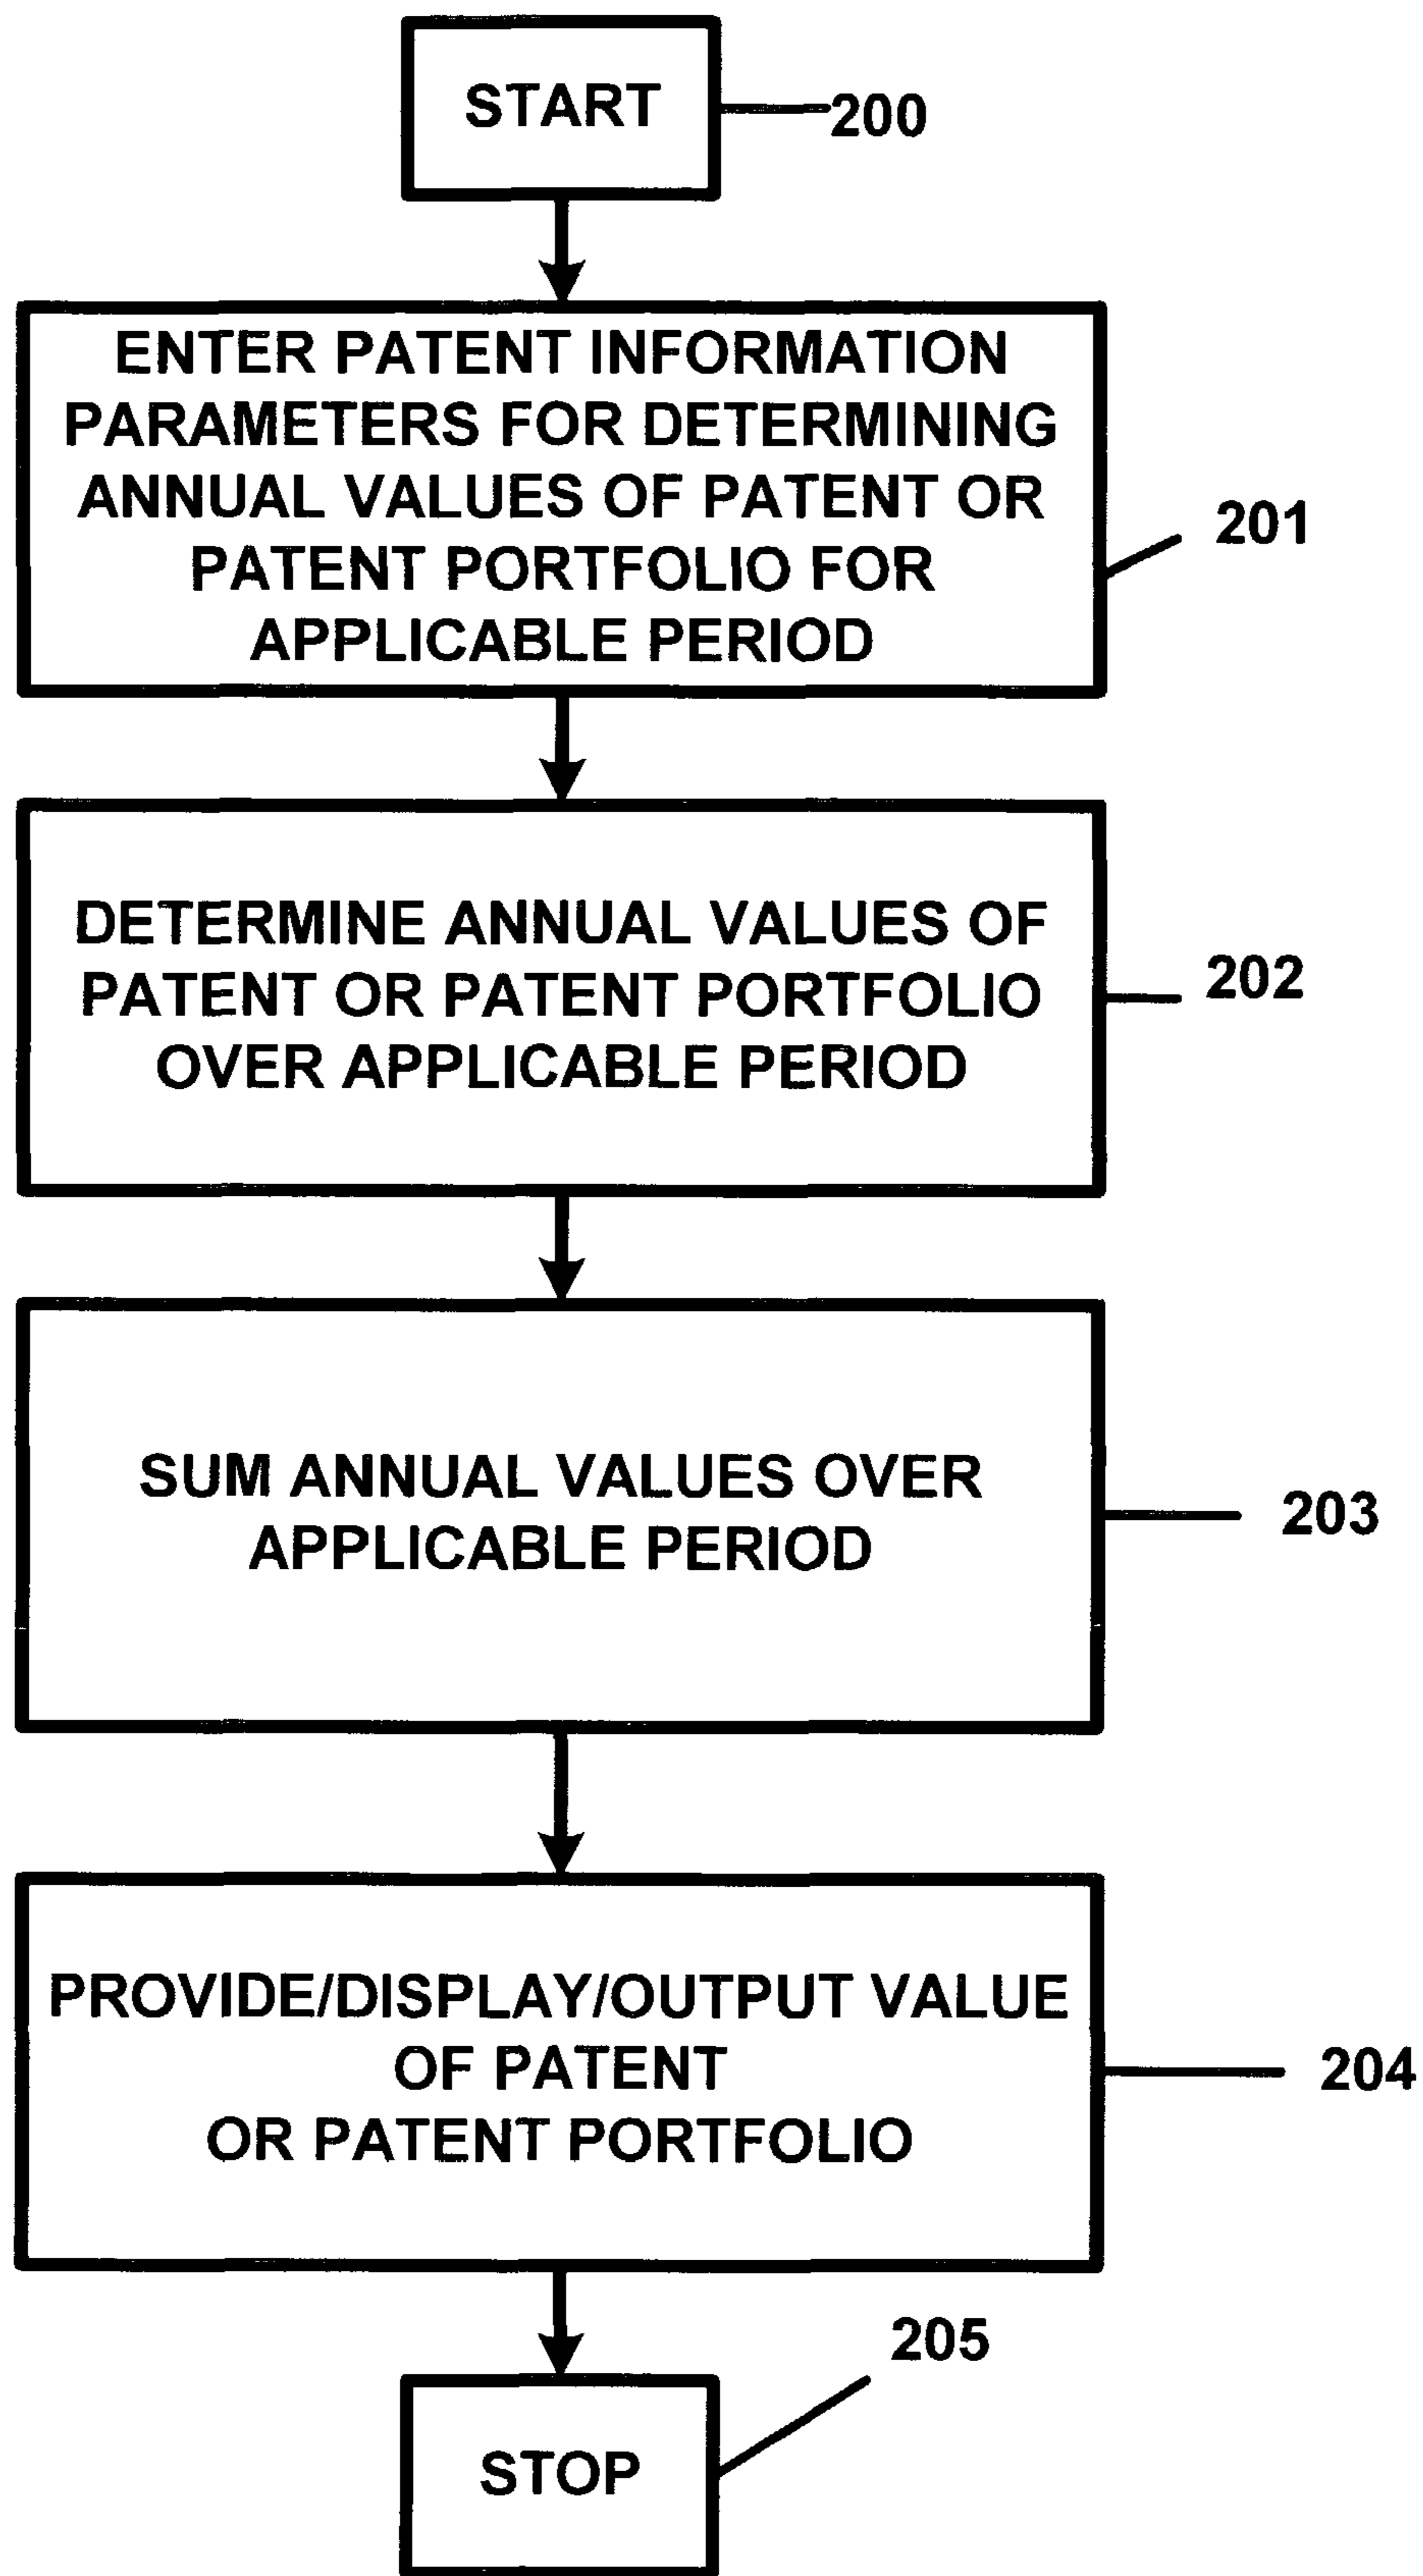 START
200
ENTER PATENT INFORMATION
PARAMETERS FOR DETERMINING
ANNUAL VALUES OF PATENT OR
PATENT PORTFOLIO FOR
APPLICABLE PERIOD
201
DETERMINE ANNUAL VALUES OF
PATENT OR PATENT PORTFOLIO
OVER APPLICABLE PERIOD
202
SUM ANNUAL VALUES OVER
APPLICABLE PERIOD
203
PROVIDE/DISPLAY/OUTPUT VALUE
OF PATENT
OR PATENT PORTFOLIO
204
205
STOP